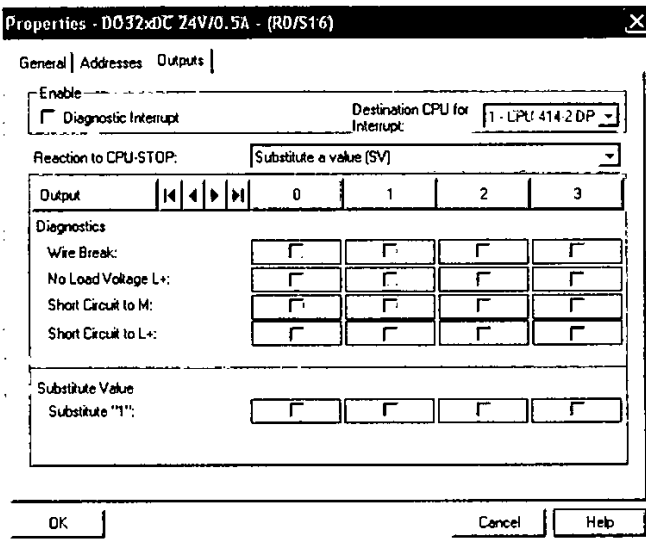 Properties - DO32xDC 24V/0.5A - (R0/S16)
General Addresses Outputs
Enable
Diagnostic Interrupt
Destination CPU for Interrupt:
1 - CPU 414-2 DP
Reaction to CPU-STOP:
Substitute a value (SV)
Output 0 1 2 3
Diagnostics
Wire Break:
No Load Voltage L+:
Short Circuit to M:
Short Circuit to L+:
Substitute Value
Substitute "1":
OK Cancel Help